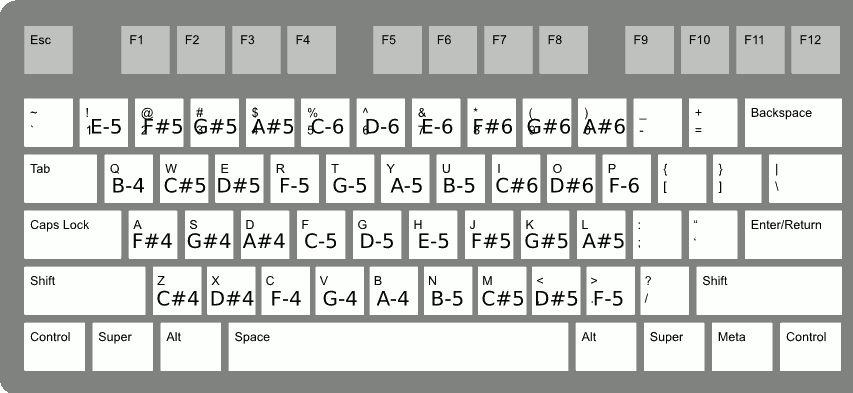 Esc F1 F2 F3 F4 F5 F6 F7 F8 F9 F10 F11 F12
~ ! @ # $ % ^ & * ( ) _ + Backspace
` 1 E-5 2 F#5 3 G#5 4 A#5 5 C-6 6 D-6 7 E-6 8 F#6 9 G#6 0 A#6 - =
Tab Q W E R T Y U I O P { } |
B-4 C#5 D#5 F-5 G-5 A-5 B-5 C#6 D#6 F-6 [ ] \
Caps Lock A S D F G H J K L : “ Enter/Return
F#4 G#4 A#4 C-5 D-5 E-5 F#5 G#5 A#5 ; ‘
Shift Z X C V B N M < > ? Shift
C#4 D#4 F-4 G-4 A-4 B-5 C#5 D#5 F-5 /
Control Super Alt Space Alt Super Meta Control